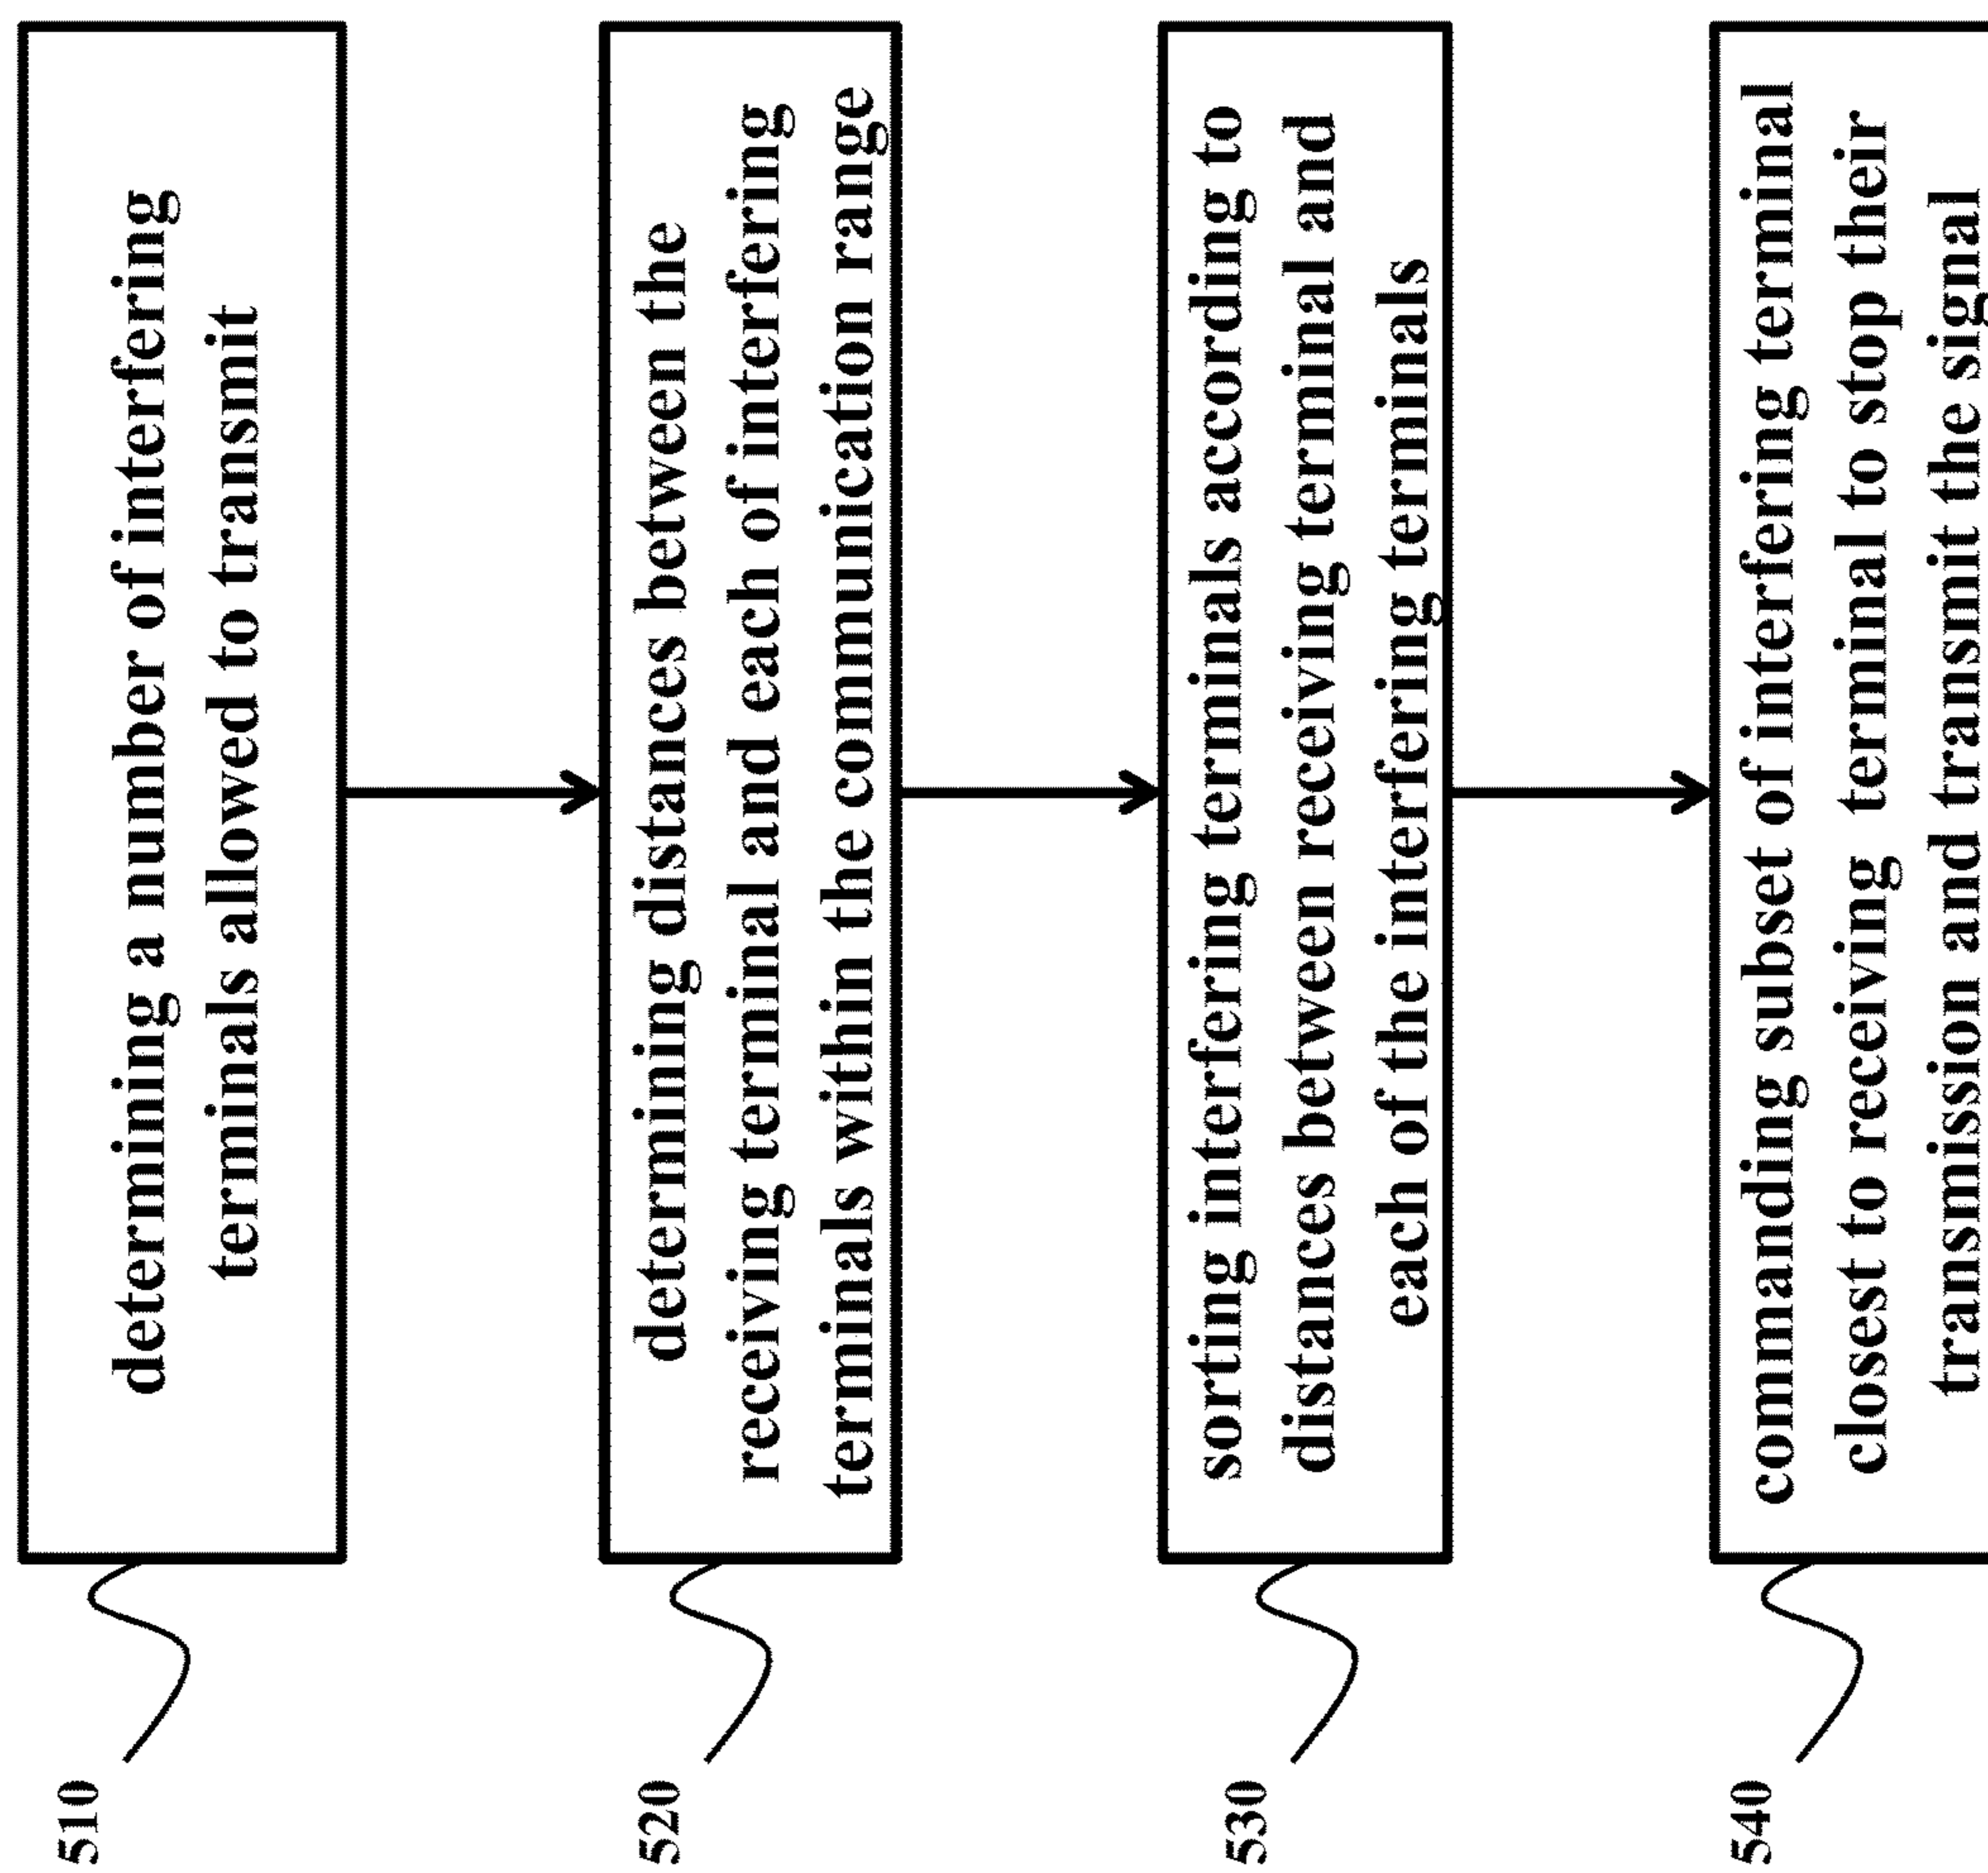 510
determining a number of interfering
terminals allowed to transmit
520
determining distances between the
receiving terminal and each of interfering
terminals within the communication range
530
sorting interfering terminals according to
distances between receiving terminal and
each of the interfering terminals
540
commanding subset of interfering terminal
closest to receiving terminal to stop their
transmission and transmit the signal